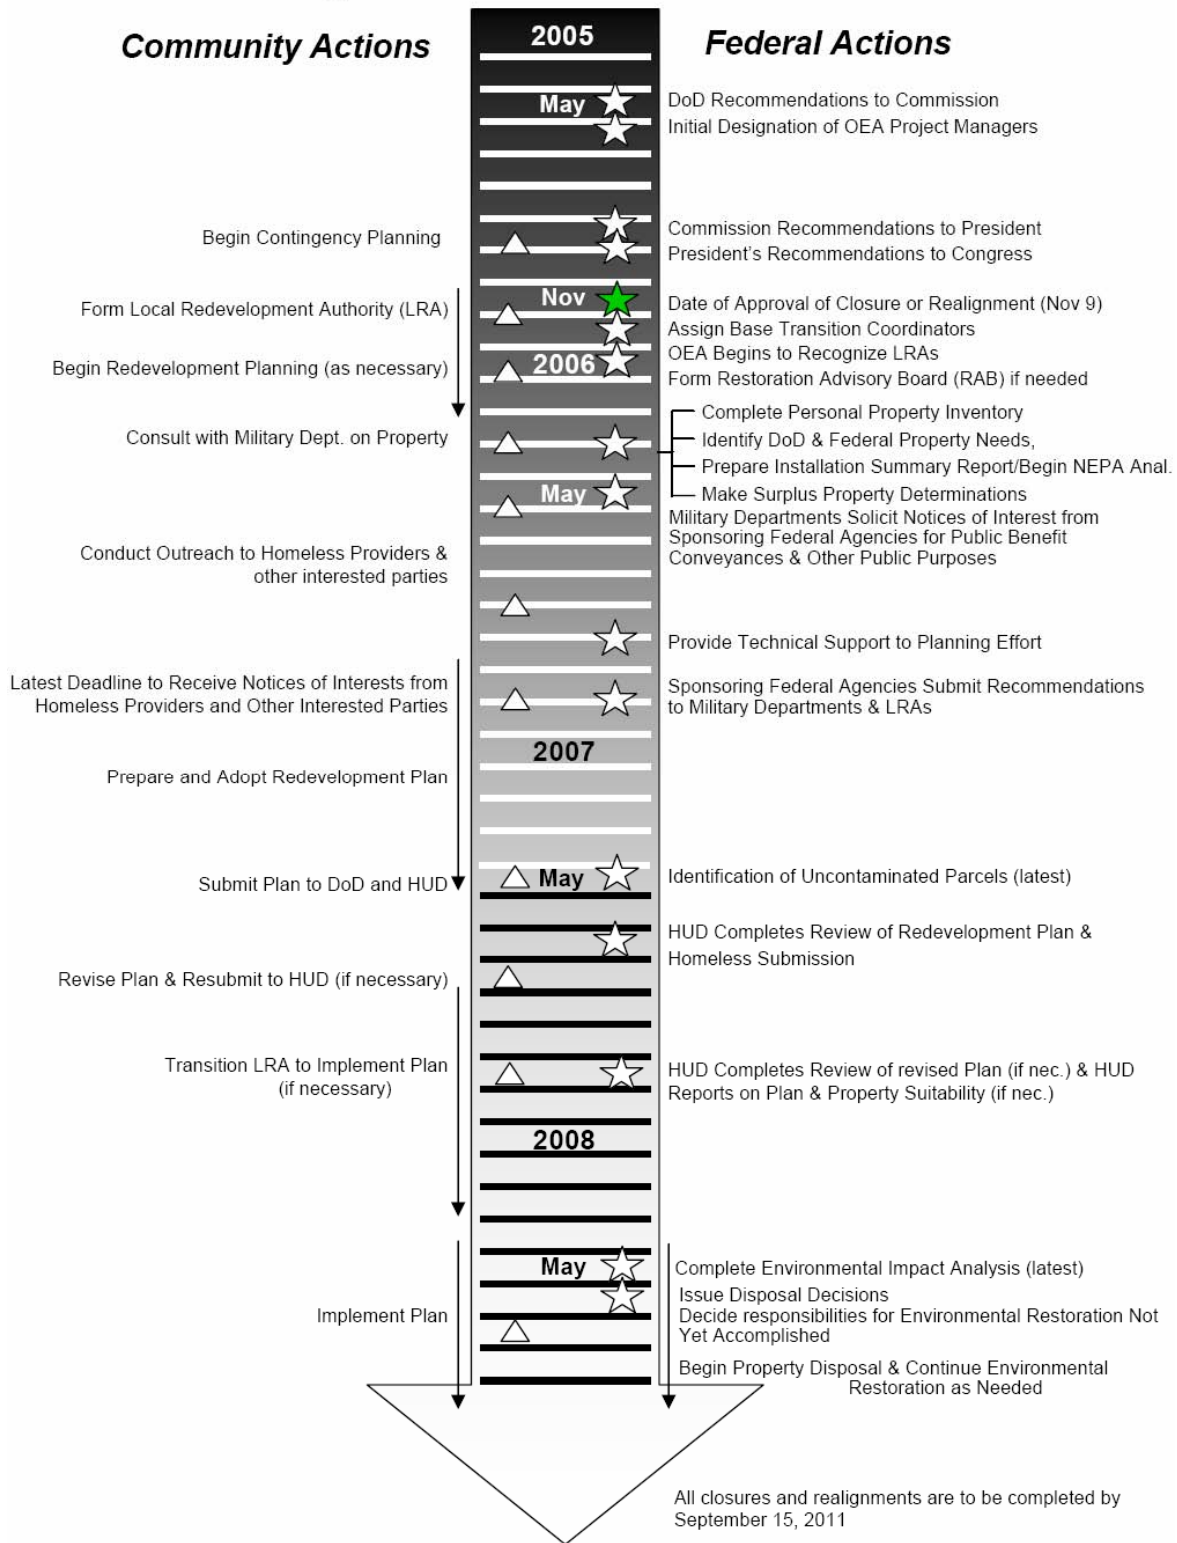 Community Actions
2005
Federal Actions
May
DoD Recommendations to Commission
Initial Designation of OEA Project Managers
Begin Contingency Planning
Commission Recommendations to President
President's Recommendations to Congress
Form Local Redevelopment Authority (LRA)
Nov
Date of Approval of Closure or Realignment (Nov 9)
Assign Base Transition Coordinators
OEA Begins to Recognize LRAs
Begin Redevelopment Planning (as necessary)
2006
Form Restoration Advisory Board (RAB) if needed
Complete Personal Property Inventory
Consult with Military Dept. on Property
Identify DoD & Federal Property Needs,
Prepare Installation Summary Report/Begin NEPA Anal.
May
Make Surplus Property Determinations
Military Departments Solicit Notices of Interest from
Sponsoring Federal Agencies for Public Benefit
Conveyances & Other Public Purposes
Conduct Outreach to Homeless Providers &
other interested parties
Provide Technical Support to Planning Effort
Latest Deadline to Receive Notices of Interests from
Homeless Providers and Other Interested Parties
Sponsoring Federal Agencies Submit Recommendations
to Military Departments & LRAs
2007
Prepare and Adopt Redevelopment Plan
Submit Plan to DoD and HUD
May
Identification of Uncontaminated Parcels (latest)
HUD Completes Review of Redevelopment Plan &
Homeless Submission
Revise Plan & Resubmit to HUD (if necessary)
Transition LRA to Implement Plan
(if necessary)
HUD Completes Review of revised Plan (if nec.) & HUD
Reports on Plan & Property Suitability (if nec.)
2008
May
Complete Environmental Impact Analysis (latest)
Issue Disposal Decisions
Implement Plan
Decide responsibilities for Environmental Restoration Not
Yet Accomplished
Begin Property Disposal & Continue Environmental
Restoration as Needed
All closures and realignments are to be completed by
September 15, 2011